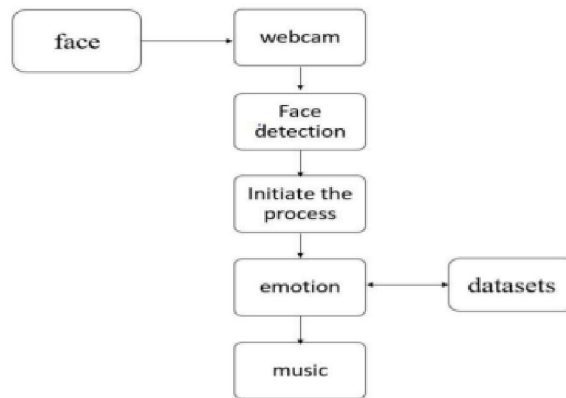 face
webcam
Face
detection
Initiate the
process
emotion
datasets
music